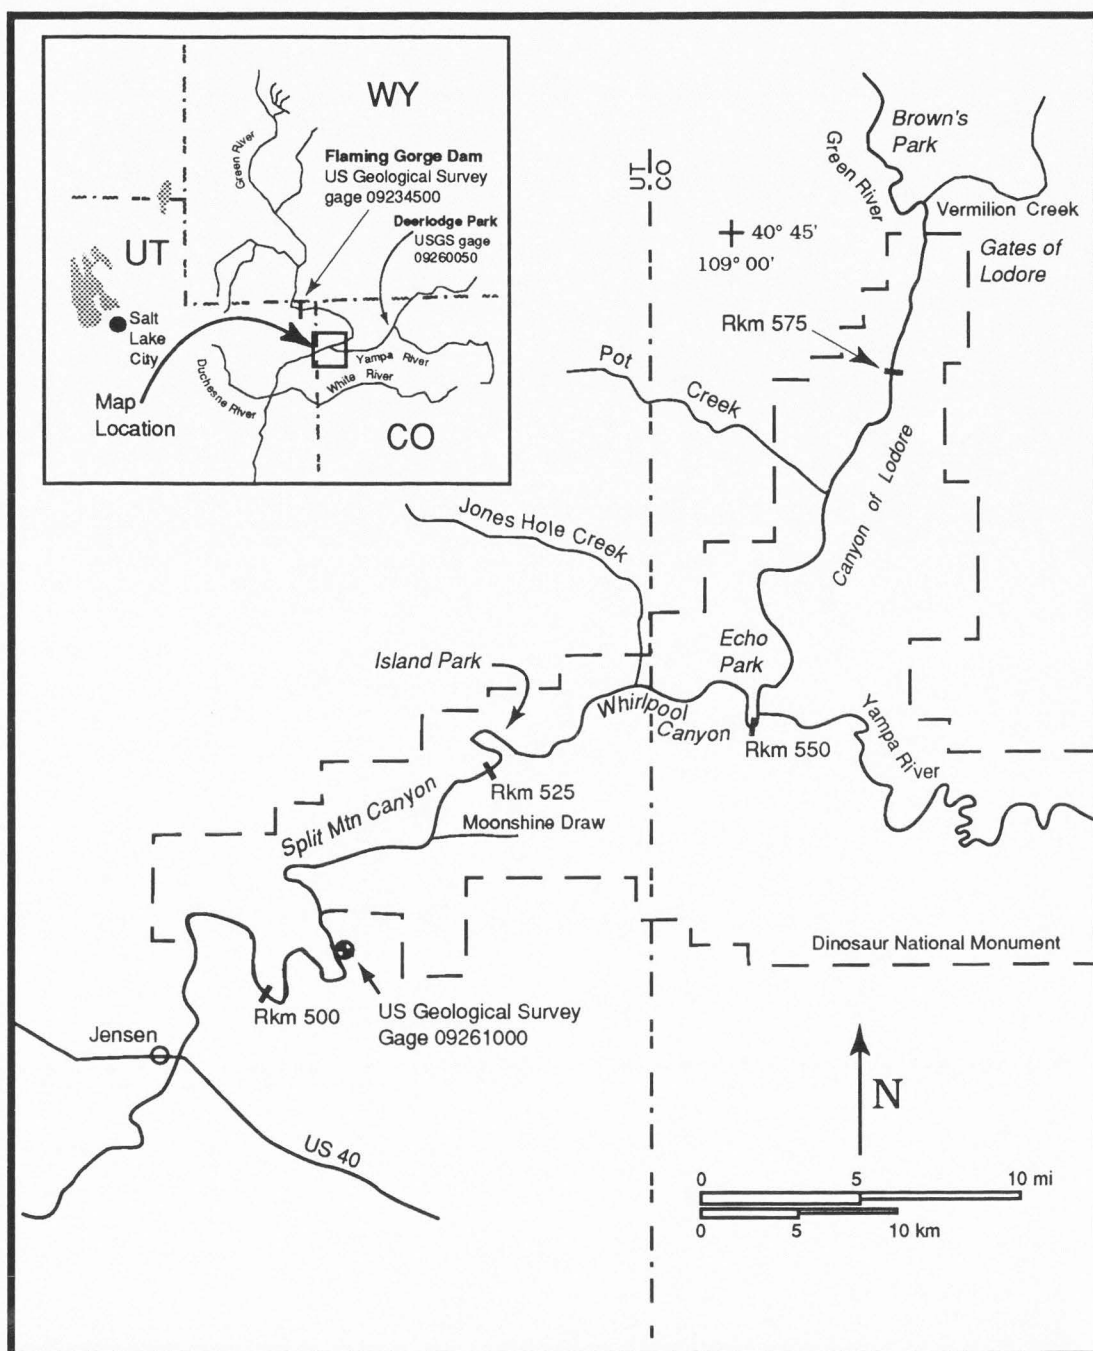 WY
Green River
Flaming Gorge Dam
US Geological Survey
gage 09234500
Deerlodge Park
USGS gage
09260050
UT
Salt
Lake
City
Yampa River
White River
Duchesne River
Map
Location
CO
Brown's
Park
Green River
UT
CO
Vermilion Creek
40° 45'
109° 00'
Gates of
Lodore
Rkm 575
Pot
Creek
Canyon of Lodore
Jones Hole Creek
Echo
Park
Island Park
Whirlpool
Canyon
Yampa River
Rkm 550
Rkm 525
Split Mtn Canyon
Moonshine Draw
Dinosaur National Monument
Rkm 500
US Geological Survey
Gage 09261000
Jensen
US 40
N
0 5 10 mi
0 5 10 km